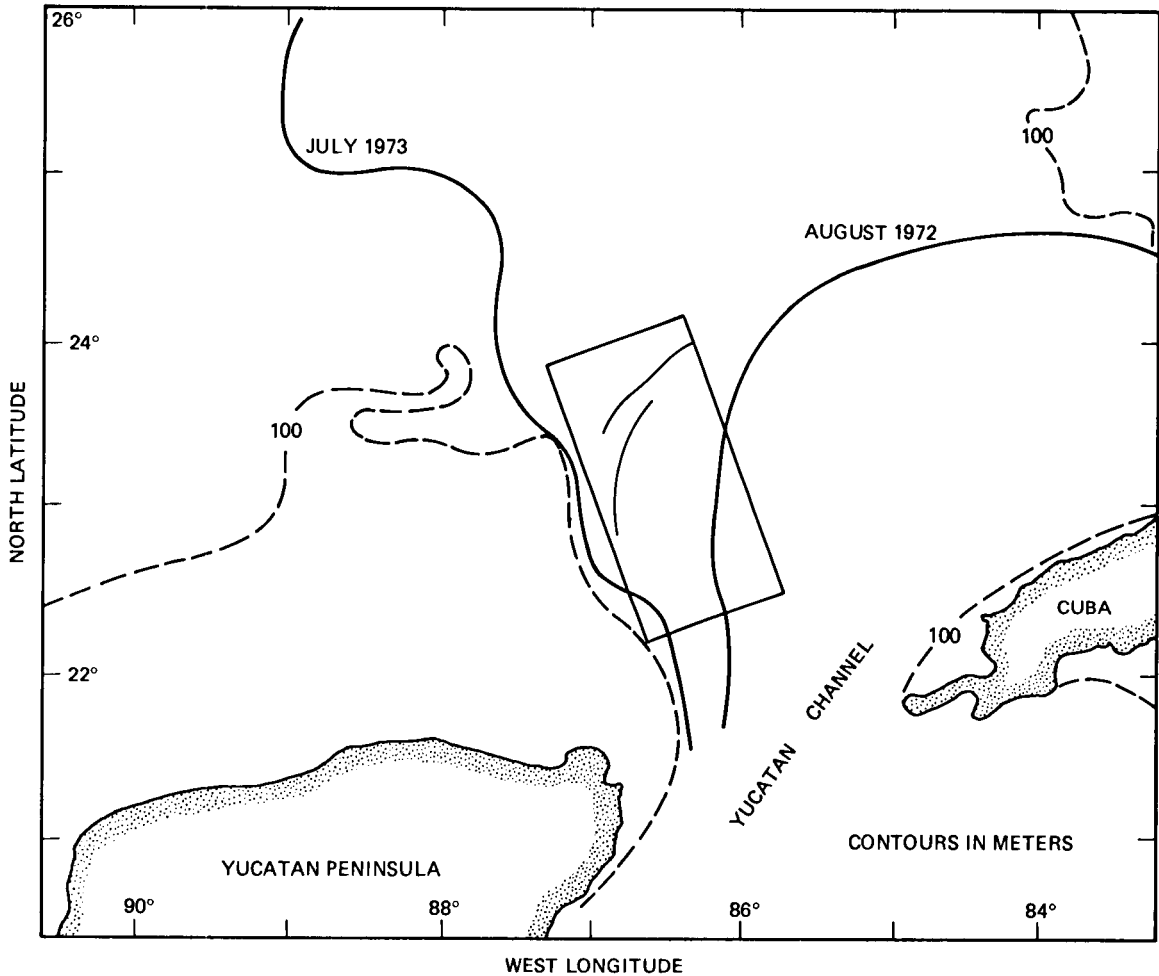 26°
JULY 1973
100
AUGUST 1972
24°
100
NORTH LATITUDE
CUBA
100
22°
YUCATAN CHANNEL
YUCATAN PENINSULA
CONTOURS IN METERS
90°
88°
86°
84°
WEST LONGITUDE